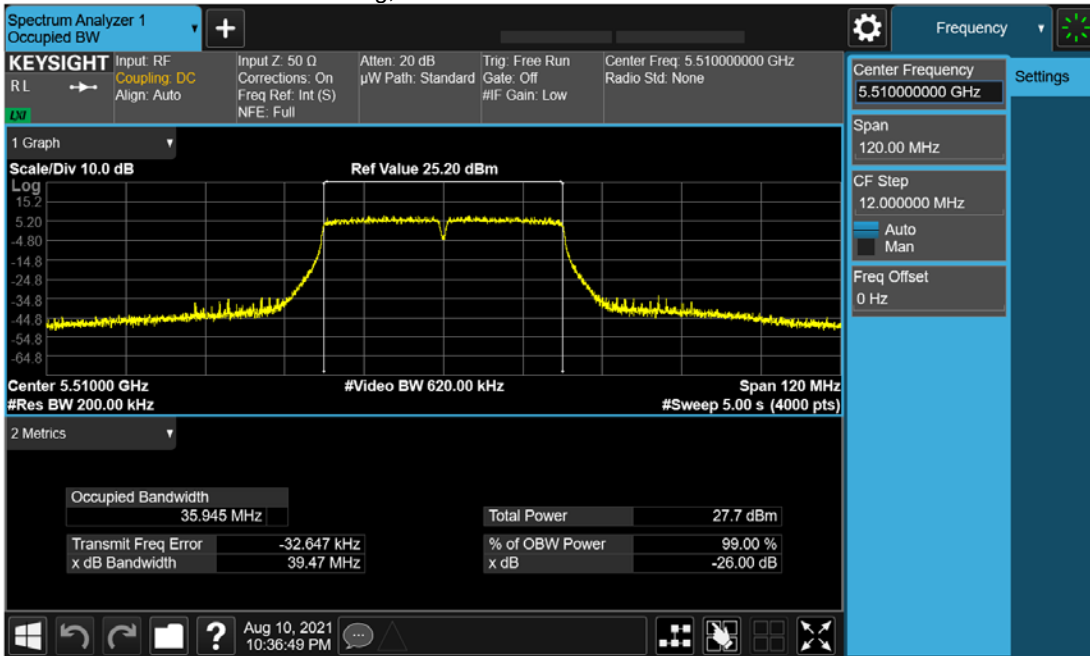 Spectrum Analyzer 1
Occupied BW
+
Frequency
KEYSIGHT
RL
LXI
Input: RF
Coupling: DC
Align: Auto
Input Z: 50 Ω
Corrections: On
Freq Ref: Int (S)
NFE: Full
Atten: 20 dB
µW Path: Standard
Trig: Free Run
Gate: Off
#IF Gain: Low
Center Freq: 5.510000000 GHz
Radio Std: None
Center Frequency
5.510000000 GHz
Settings
Span
120.00 MHz
CF Step
12.000000 MHz
Auto
Man
Freq Offset
0 Hz
1 Graph
Scale/Div 10.0 dB
Ref Value 25.20 dBm
Log
15.2
5.20
-4.80
-14.8
-24.8
-34.8
-44.8
-54.8
-64.8
Center 5.51000 GHz
#Video BW 620.00 kHz
Span 120 MHz
#Res BW 200.00 kHz
#Sweep 5.00 s (4000 pts)
2 Metrics
Occupied Bandwidth
35.945 MHz
Total Power 27.7 dBm
Transmit Freq Error -32.647 kHz
% of OBW Power 99.00 %
x dB Bandwidth 39.47 MHz
x dB -26.00 dB
?
Aug 10, 2021
10:36:49 PM